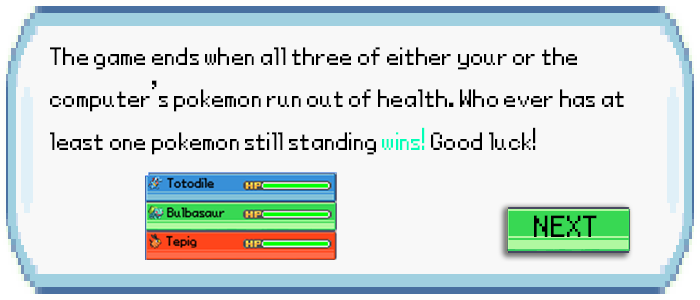 The game ends when all three of either your or the
computer's pokemon run out of health. Who ever has at
least one pokemon still standing wins! Good luck!
Totodile HP
Bulbasaur HP
Tepig HP
NEXT